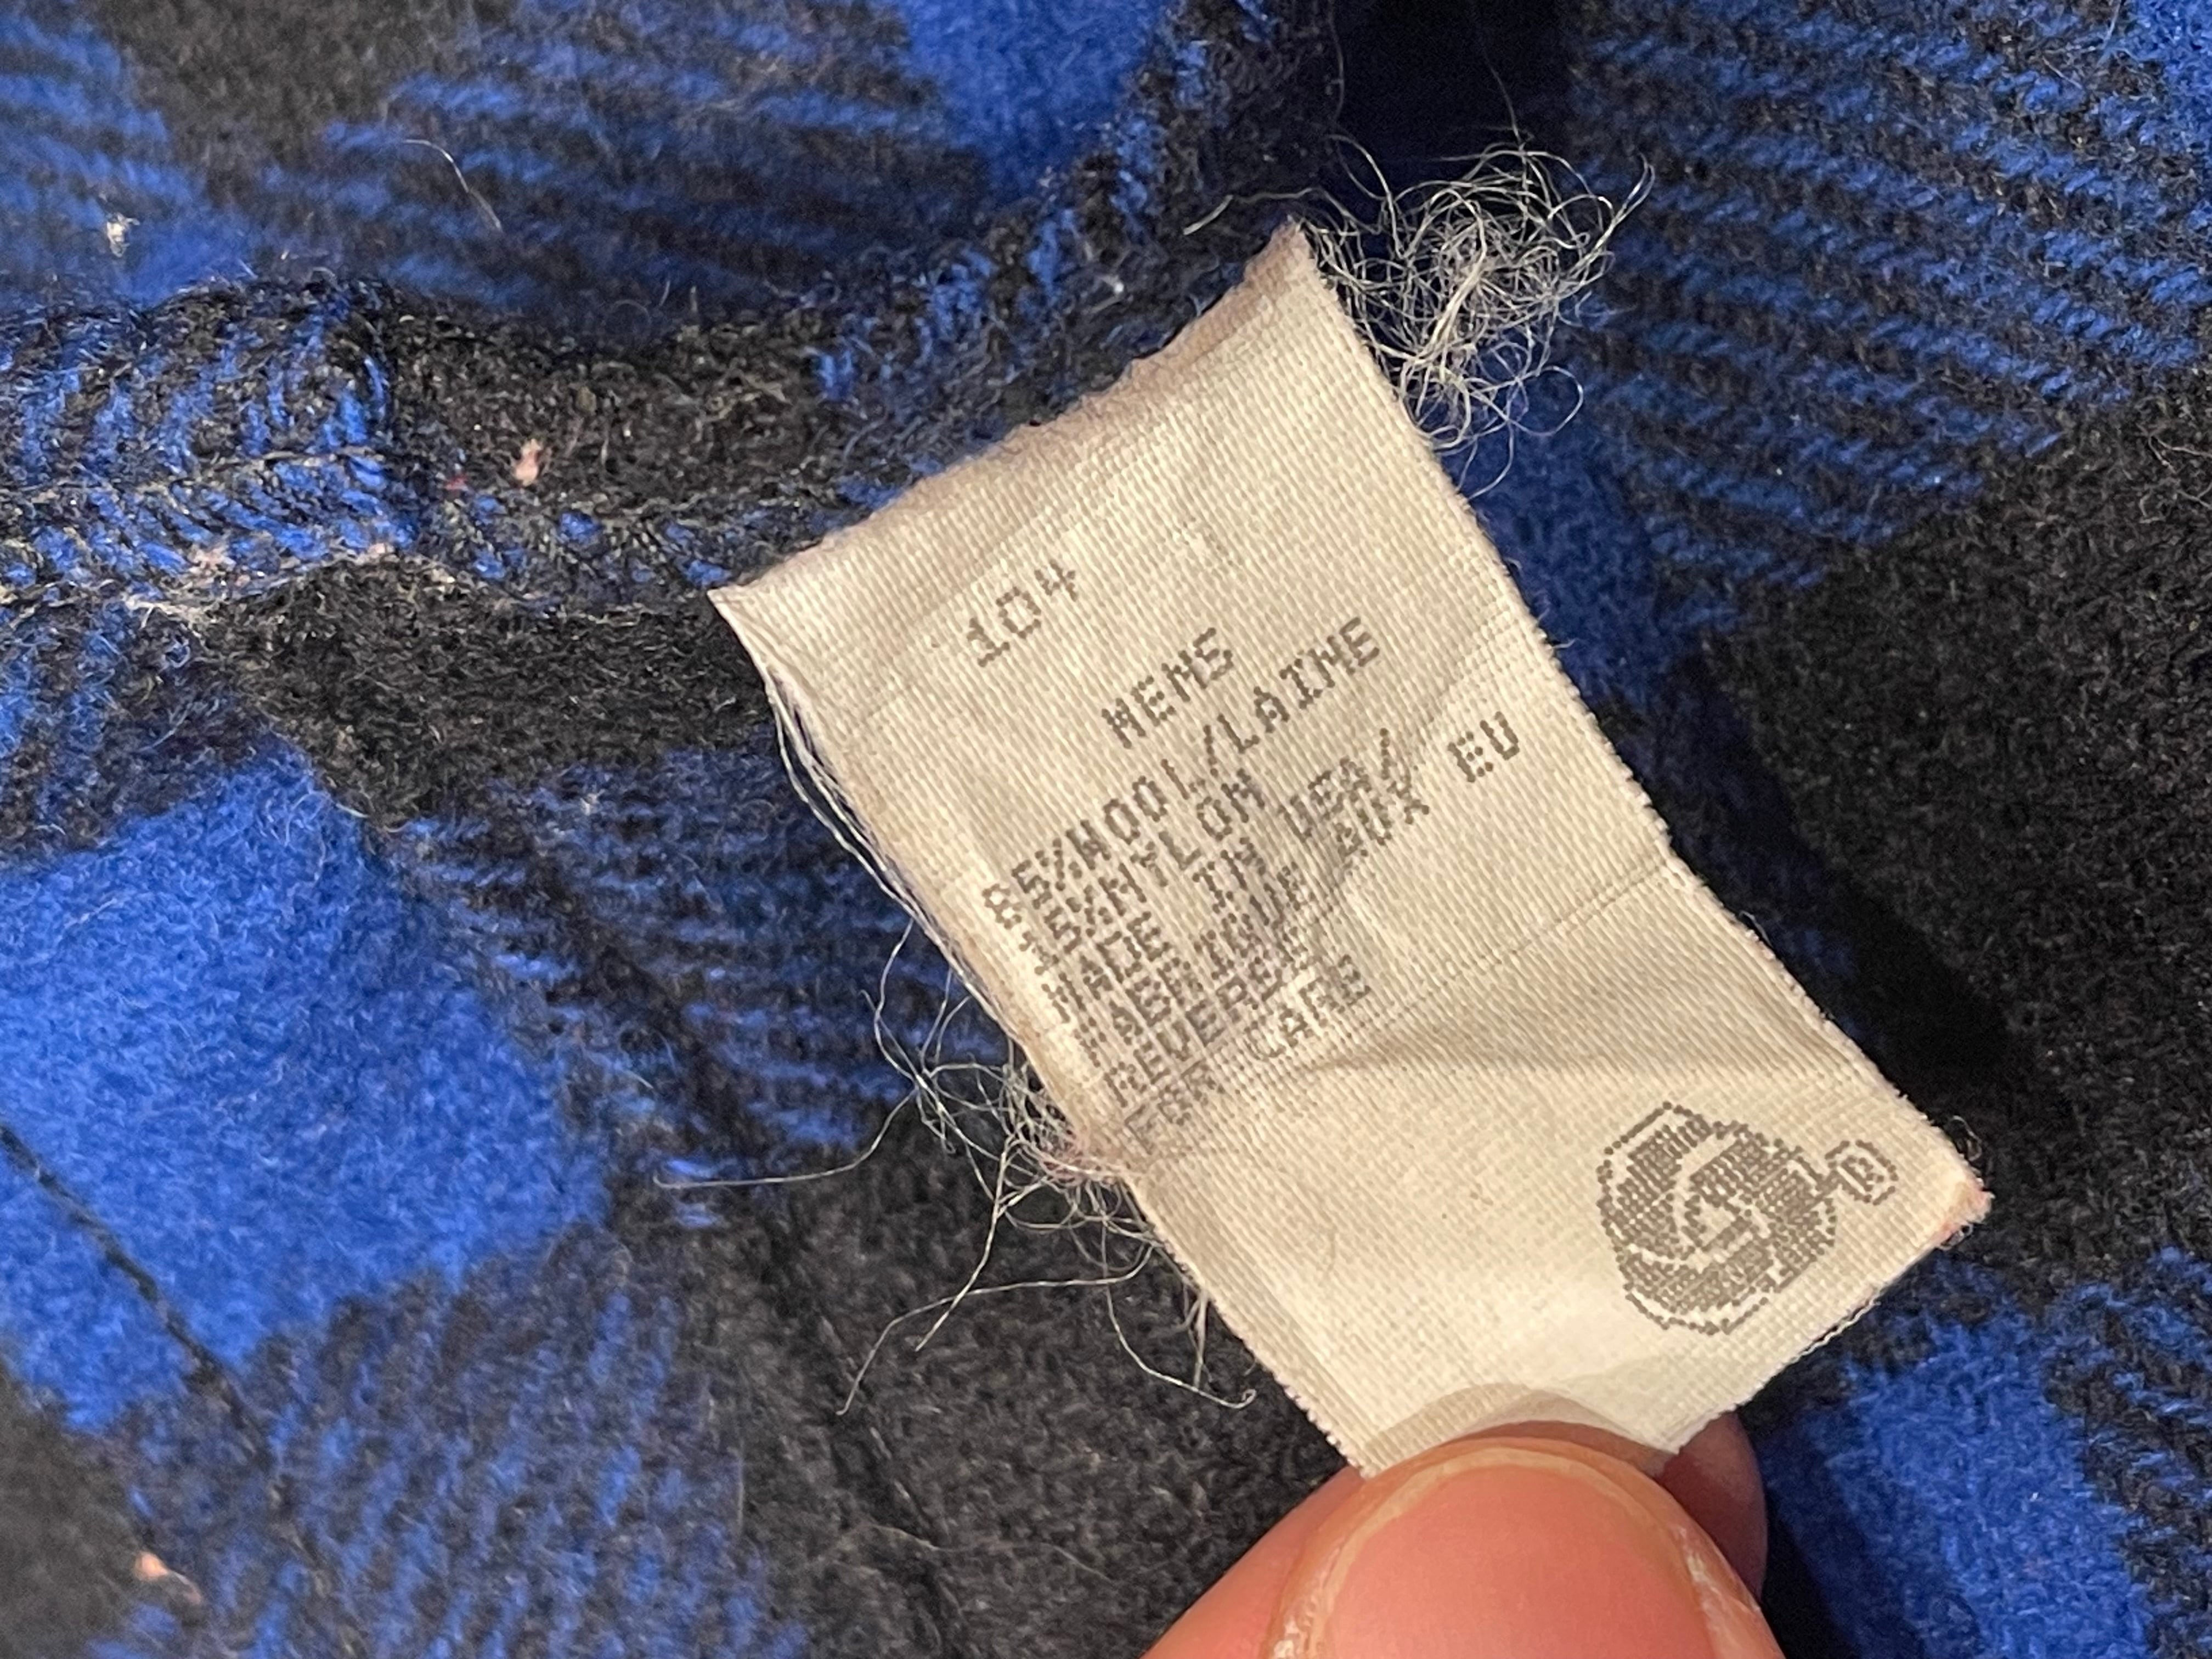 104
MENS
85%WOOL/LAINE
15%NYLON
MADE IN USA/
FABRIQUE AUX EU
REVERSE
FOR CARE
®